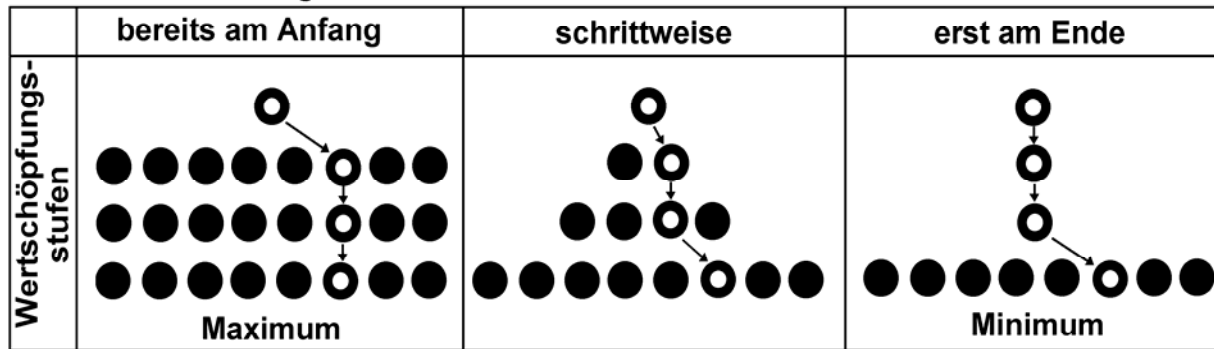 bereits am Anfang
schrittweise
erst am Ende
Wertschöpfungs-
stufen
Maximum
Minimum